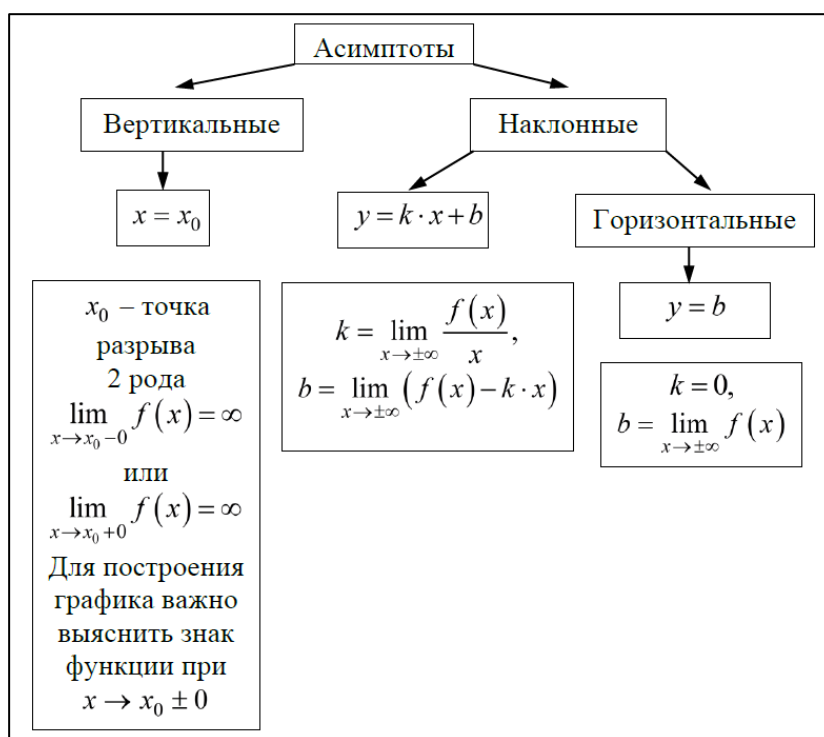 Асимптоты
Вертикальные
Наклонные
x = x₀
y = k · x + b
Горизонтальные
y = b
x₀ – точка
разрыва
2 рода
lim f(x) = ∞
x→x₀−0
или
lim f(x) = ∞
x→x₀+0
Для построения
графика важно
выяснить знак
функции при
x → x₀ ± 0
k = lim f(x)/x,
x→±∞
b = lim (f(x) − k · x)
x→±∞
k = 0,
b = lim f(x)
x→±∞